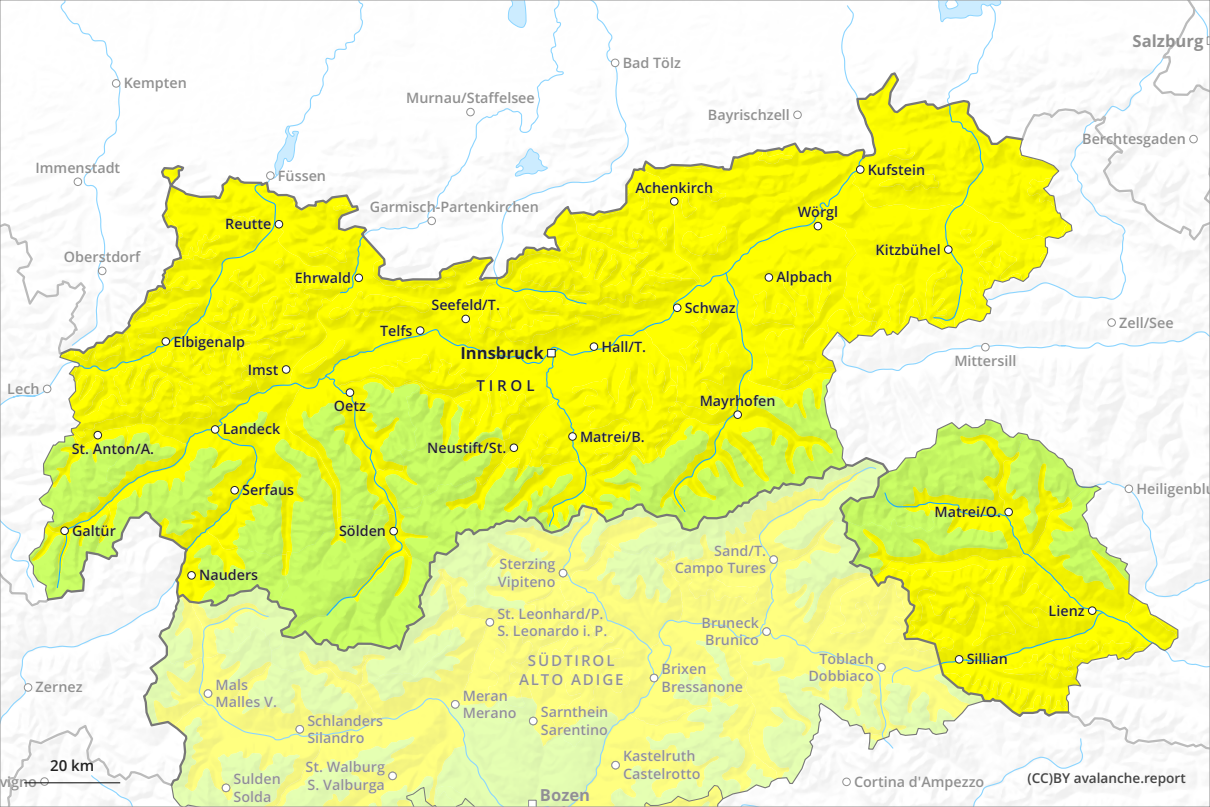 Salzburg
Bad Tölz
Kempten
Murnau/Staffelsee
Bayrischzell
Berchtesgaden
Immenstadt
Füssen
Kufstein
Achenkirch
Garmisch-Partenkirchen
Wörgl
Reutte
Kitzbühel
Oberstdorf
Ehrwald
Alpbach
Seefeld/T.
Schwaz
Zell/See
Telfs
Elbigenalp
Innsbruck
Hall/T.
Mittersill
Imst
TIROL
Lech
Oetz
Mayrhofen
Landeck
Matrei/B.
St. Anton/A.
Neustift/St.
Serfaus
Heiligenblu
Matrei/O.
Galtür
Sölden
Sterzing
Vipiteno
Sand/T.
Campo Tures
Nauders
St. Leonhard/P.
S. Leonardo i. P.
Bruneck
Brunico
Lienz
SÜDTIROL
ALTO ADIGE
Toblach
Dobbiaco
Sillian
Brixen
Bressanone
Zernez
Mals
Malles V.
Meran
Merano
Sarnthein
Sarentino
Schlanders
Silandro
Kastelruth
Castelrotto
St. Walburg
S. Valburga
20 km
vigno
Sulden
Solda
Cortina d'Ampezzo
(CC)BY avalanche.report
Bozen